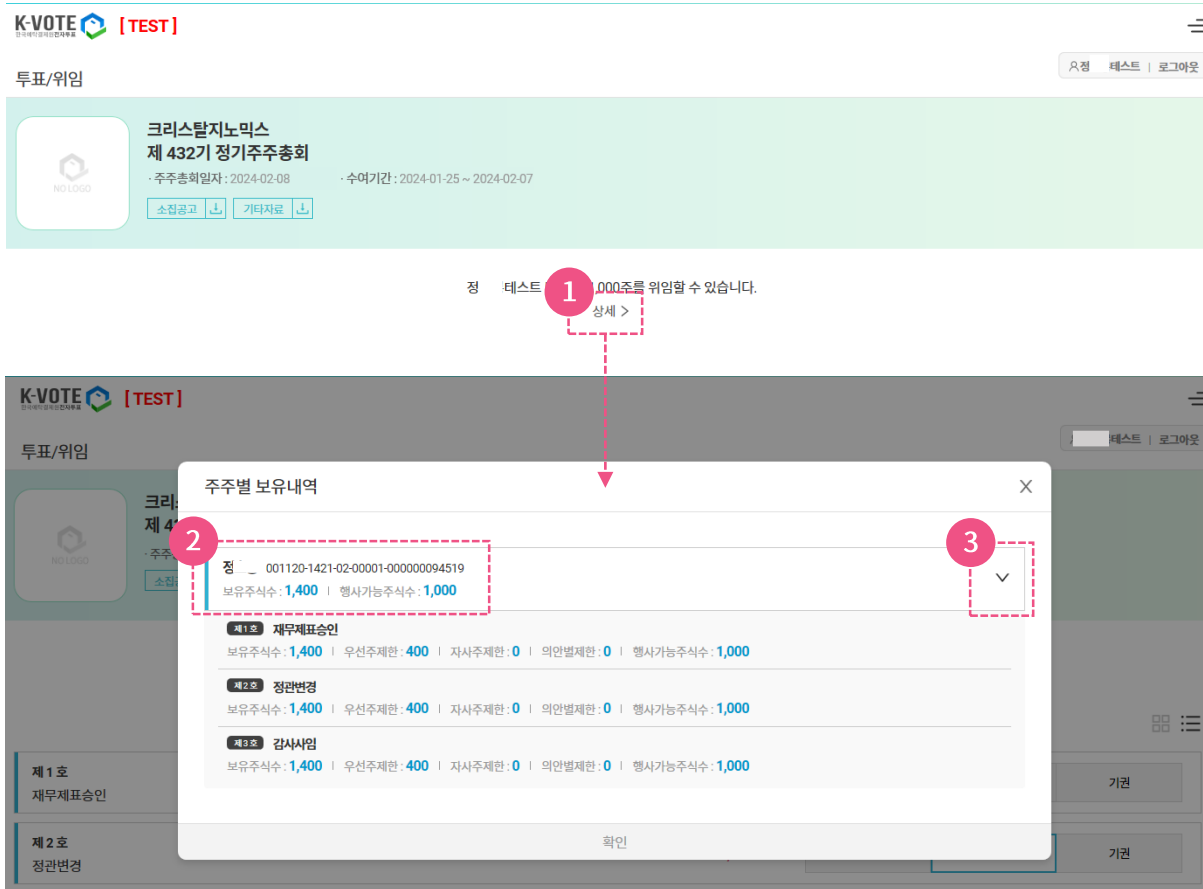 K-VOTE [TEST]
한국예탁결제원전자투표
정 테스트 | 로그아웃
투표/위임
크리스탈지노믹스
제 432기 정기주주총회
· 주주총회일자 : 2024-02-08 · 수여기간 : 2024-01-25 ~ 2024-02-07
NO LOGO
소집공고 기타자료
정 테스트 ,000주를 위임할 수 있습니다.
1
상세 >
K-VOTE [TEST]
한국예탁결제원전자투표
테스트 | 로그아웃
투표/위임
주주별 보유내역 X
크리
제 4
2
3
· 주주
NO LOGO
소집
정 001120-1421-02-00001-000000094519
보유주식수 : 1,400 | 행사가능주식수 : 1,000
제1호 재무제표승인
보유주식수 : 1,400 | 우선주제한 : 400 | 자사주제한 : 0 | 의안별제한 : 0 | 행사가능주식수 : 1,000
제2호 정관변경
보유주식수 : 1,400 | 우선주제한 : 400 | 자사주제한 : 0 | 의안별제한 : 0 | 행사가능주식수 : 1,000
제3호 감사사임
보유주식수 : 1,400 | 우선주제한 : 400 | 자사주제한 : 0 | 의안별제한 : 0 | 행사가능주식수 : 1,000
제 1 호
재무제표승인
기권
확인
제 2 호
정관변경
기권